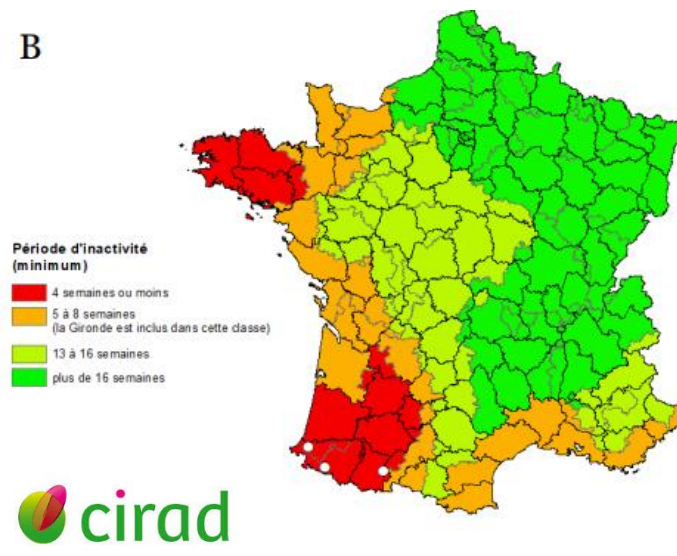 B
Période d'inactivité
(minimum)
4 semaines ou moins
5 à 8 semaines
(la Gironde est inclus dans cette classe)
13 à 16 semaines
plus de 16 semaines
cirad